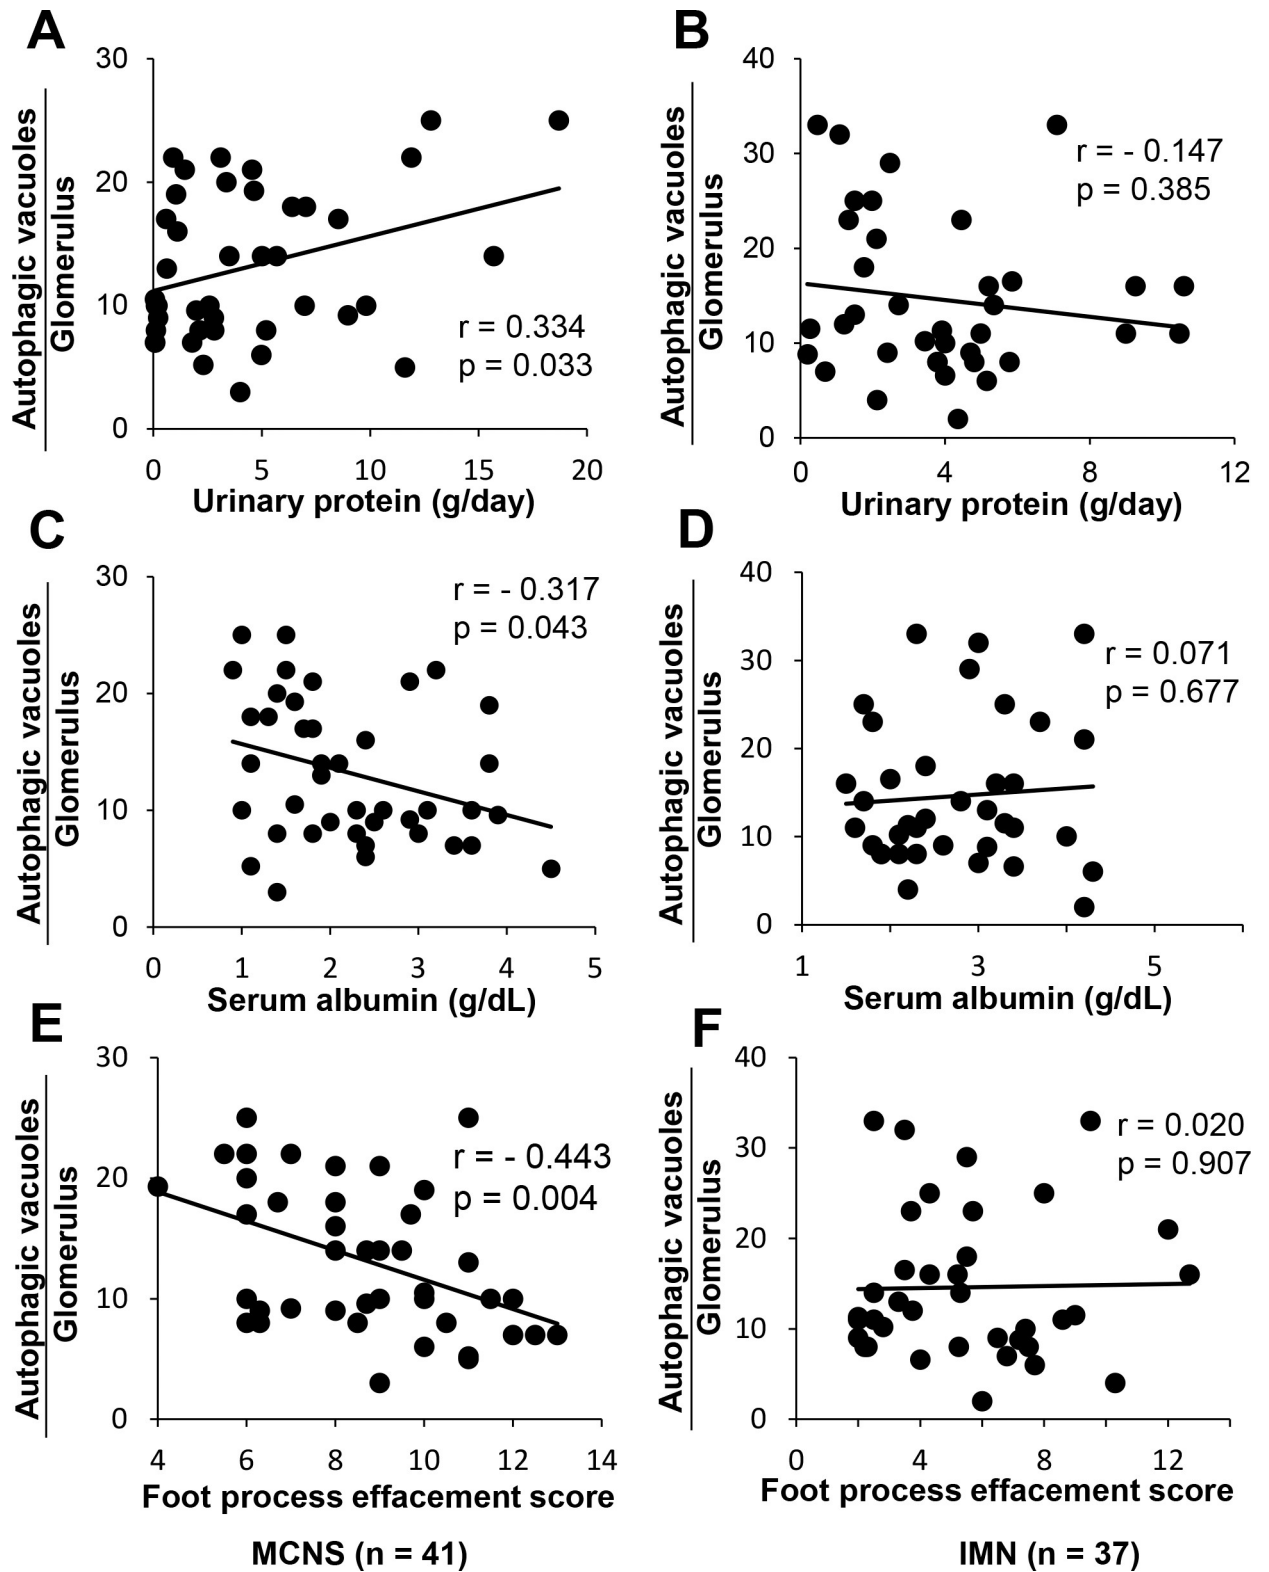 A
Autophagic vacuoles
Glomerulus
30
20
10
0
r = 0.334
p = 0.033
0 5 10 15 20
Urinary protein (g/day)
B
Autophagic vacuoles
Glomerulus
40
30
20
10
0
r = - 0.147
p = 0.385
0 4 8 12
Urinary protein (g/day)
C
Autophagic vacuoles
Glomerulus
30
20
10
0
r = - 0.317
p = 0.043
0 1 2 3 4 5
Serum albumin (g/dL)
D
Autophagic vacuoles
Glomerulus
40
30
20
10
0
r = 0.071
p = 0.677
1 3 5
Serum albumin (g/dL)
E
Autophagic vacuoles
Glomerulus
30
20
10
0
r = - 0.443
p = 0.004
4 6 8 10 12 14
Foot process effacement score
F
Autophagic vacuoles
Glomerulus
40
30
20
10
0
r = 0.020
p = 0.907
0 4 8 12
Foot process effacement score
MCNS (n = 41)
IMN (n = 37)